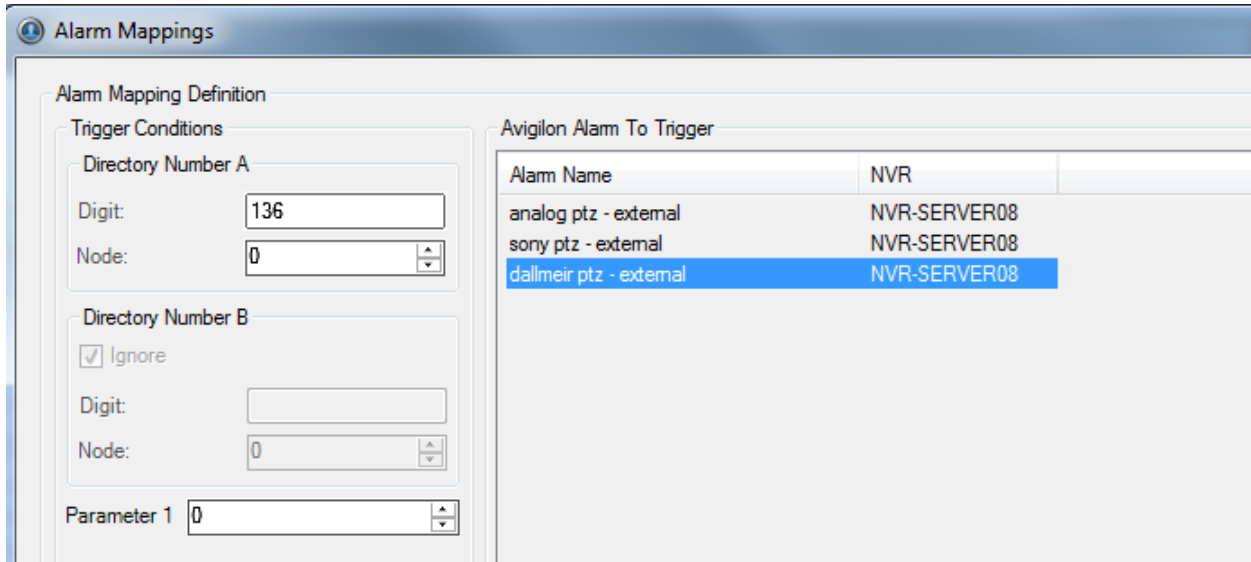 Alarm Mappings
Alarm Mapping Definition
Trigger Conditions
Directory Number A
Digit: 136
Node: 0
Directory Number B
Ignore
Digit:
Node: 0
Parameter 1 0
Avigilon Alarm To Trigger
Alarm Name NVR
analog ptz - external NVR-SERVER08
sony ptz - external NVR-SERVER08
dallmeir ptz - external NVR-SERVER08